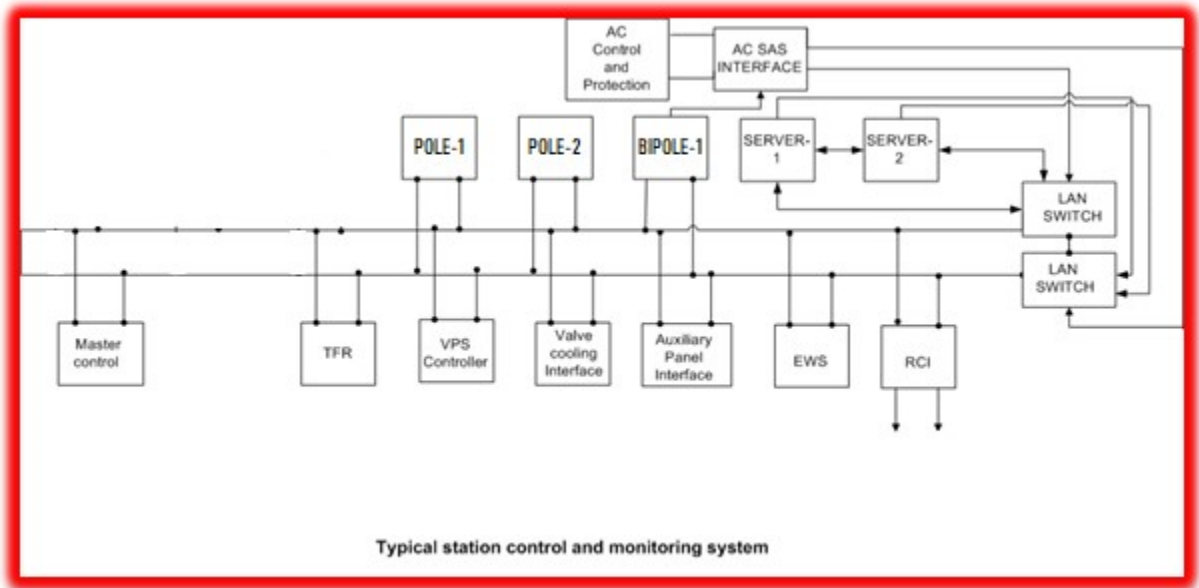 AC
Control
and
Protection
AC SAS
INTERFACE
POLE-1
POLE-2
BIPOLE-1
SERVER-
1
SERVER-
2
LAN
SWITCH
LAN
SWITCH
Master
control
TFR
VPS
Controller
Valve
cooling
Interface
Auxiliary
Panel
Interface
EWS
RCI
Typical station control and monitoring system